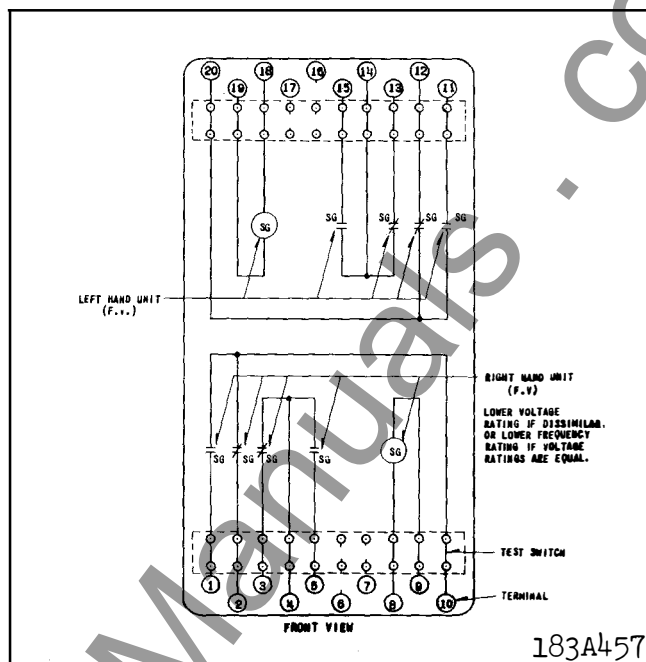 20 18 16 14 12
19 17 15 13 11
SG SG SG SG SG
LEFT HAND UNIT
(F.V.)
RIGHT HAND UNIT
(F.V)
LOWER VOLTAGE
RATING IF DISSIMILAR.
OR LOWER FREQUENCY
RATING IF VOLTAGE
RATINGS ARE EQUAL.
SG SG SG SG SG
TEST SWITCH
1 3 5 7 9
2 4 6 8 10
TERMINAL
FRONT VIEW
183A457
Manuals . co